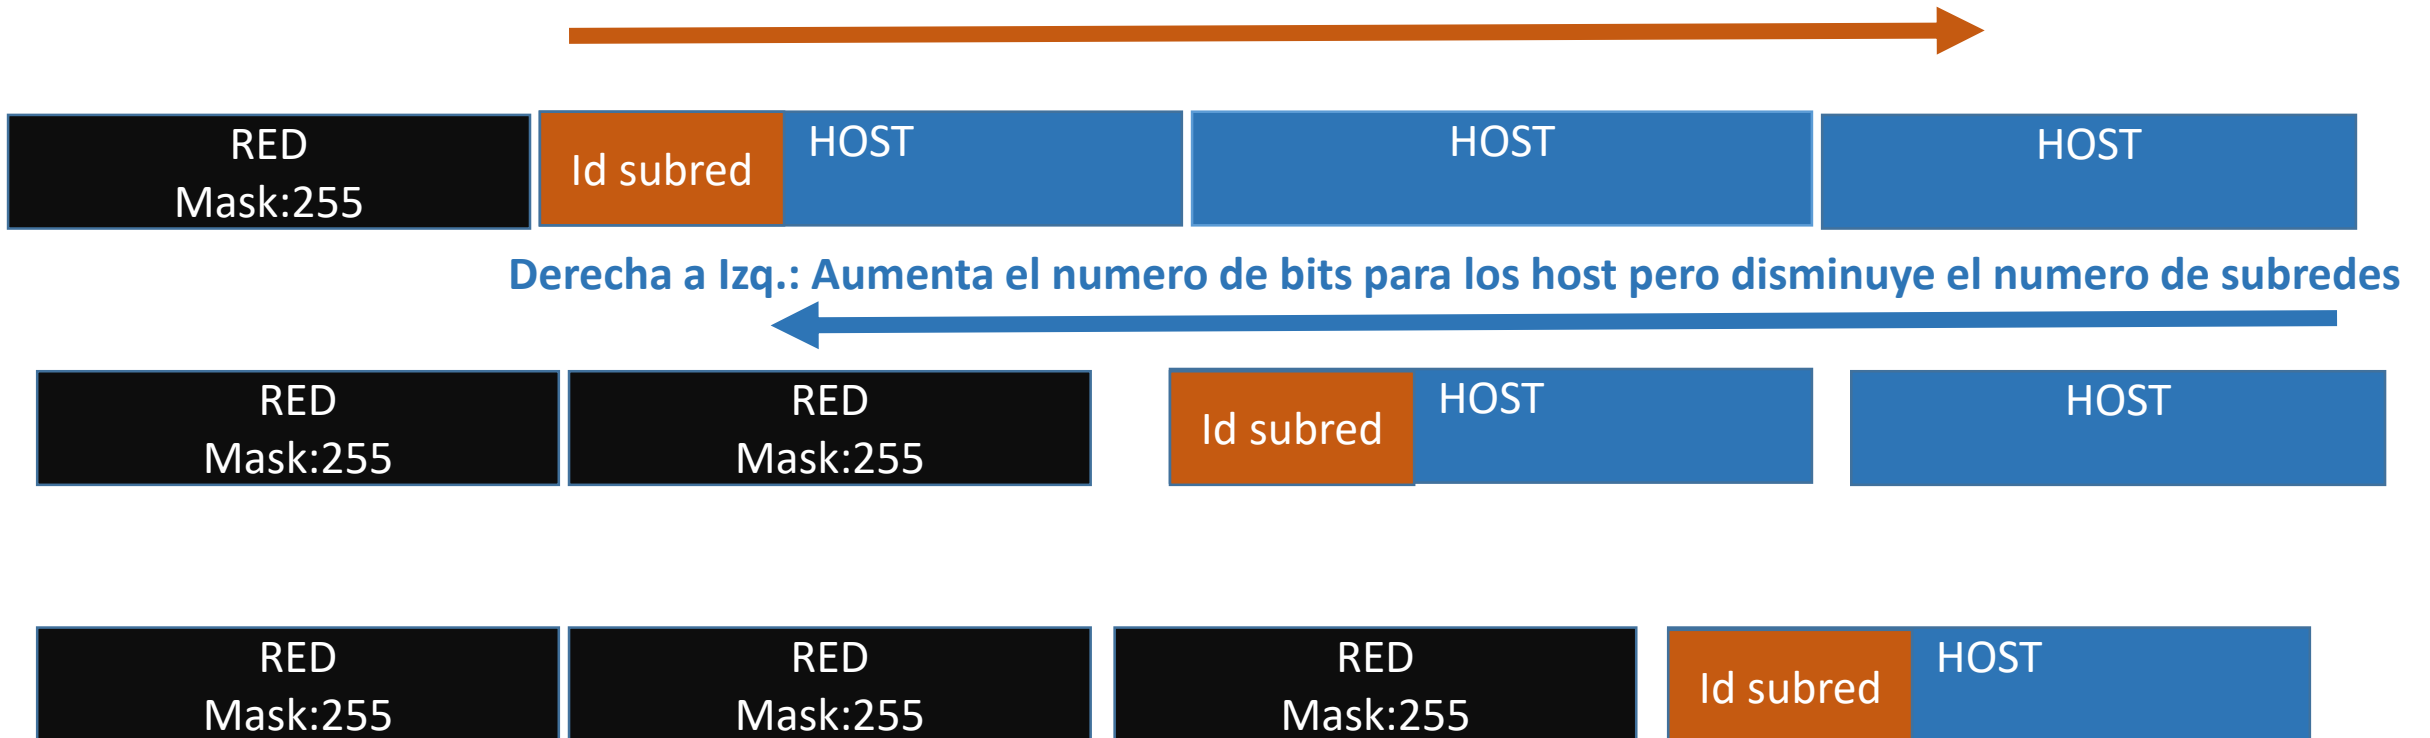 RED
Mask:255
Id subred
HOST
HOST
HOST
Derecha a Izq.: Aumenta el numero de bits para los host pero disminuye el numero de subredes
RED
Mask:255
RED
Mask:255
Id subred
HOST
HOST
RED
Mask:255
RED
Mask:255
RED
Mask:255
Id subred
HOST